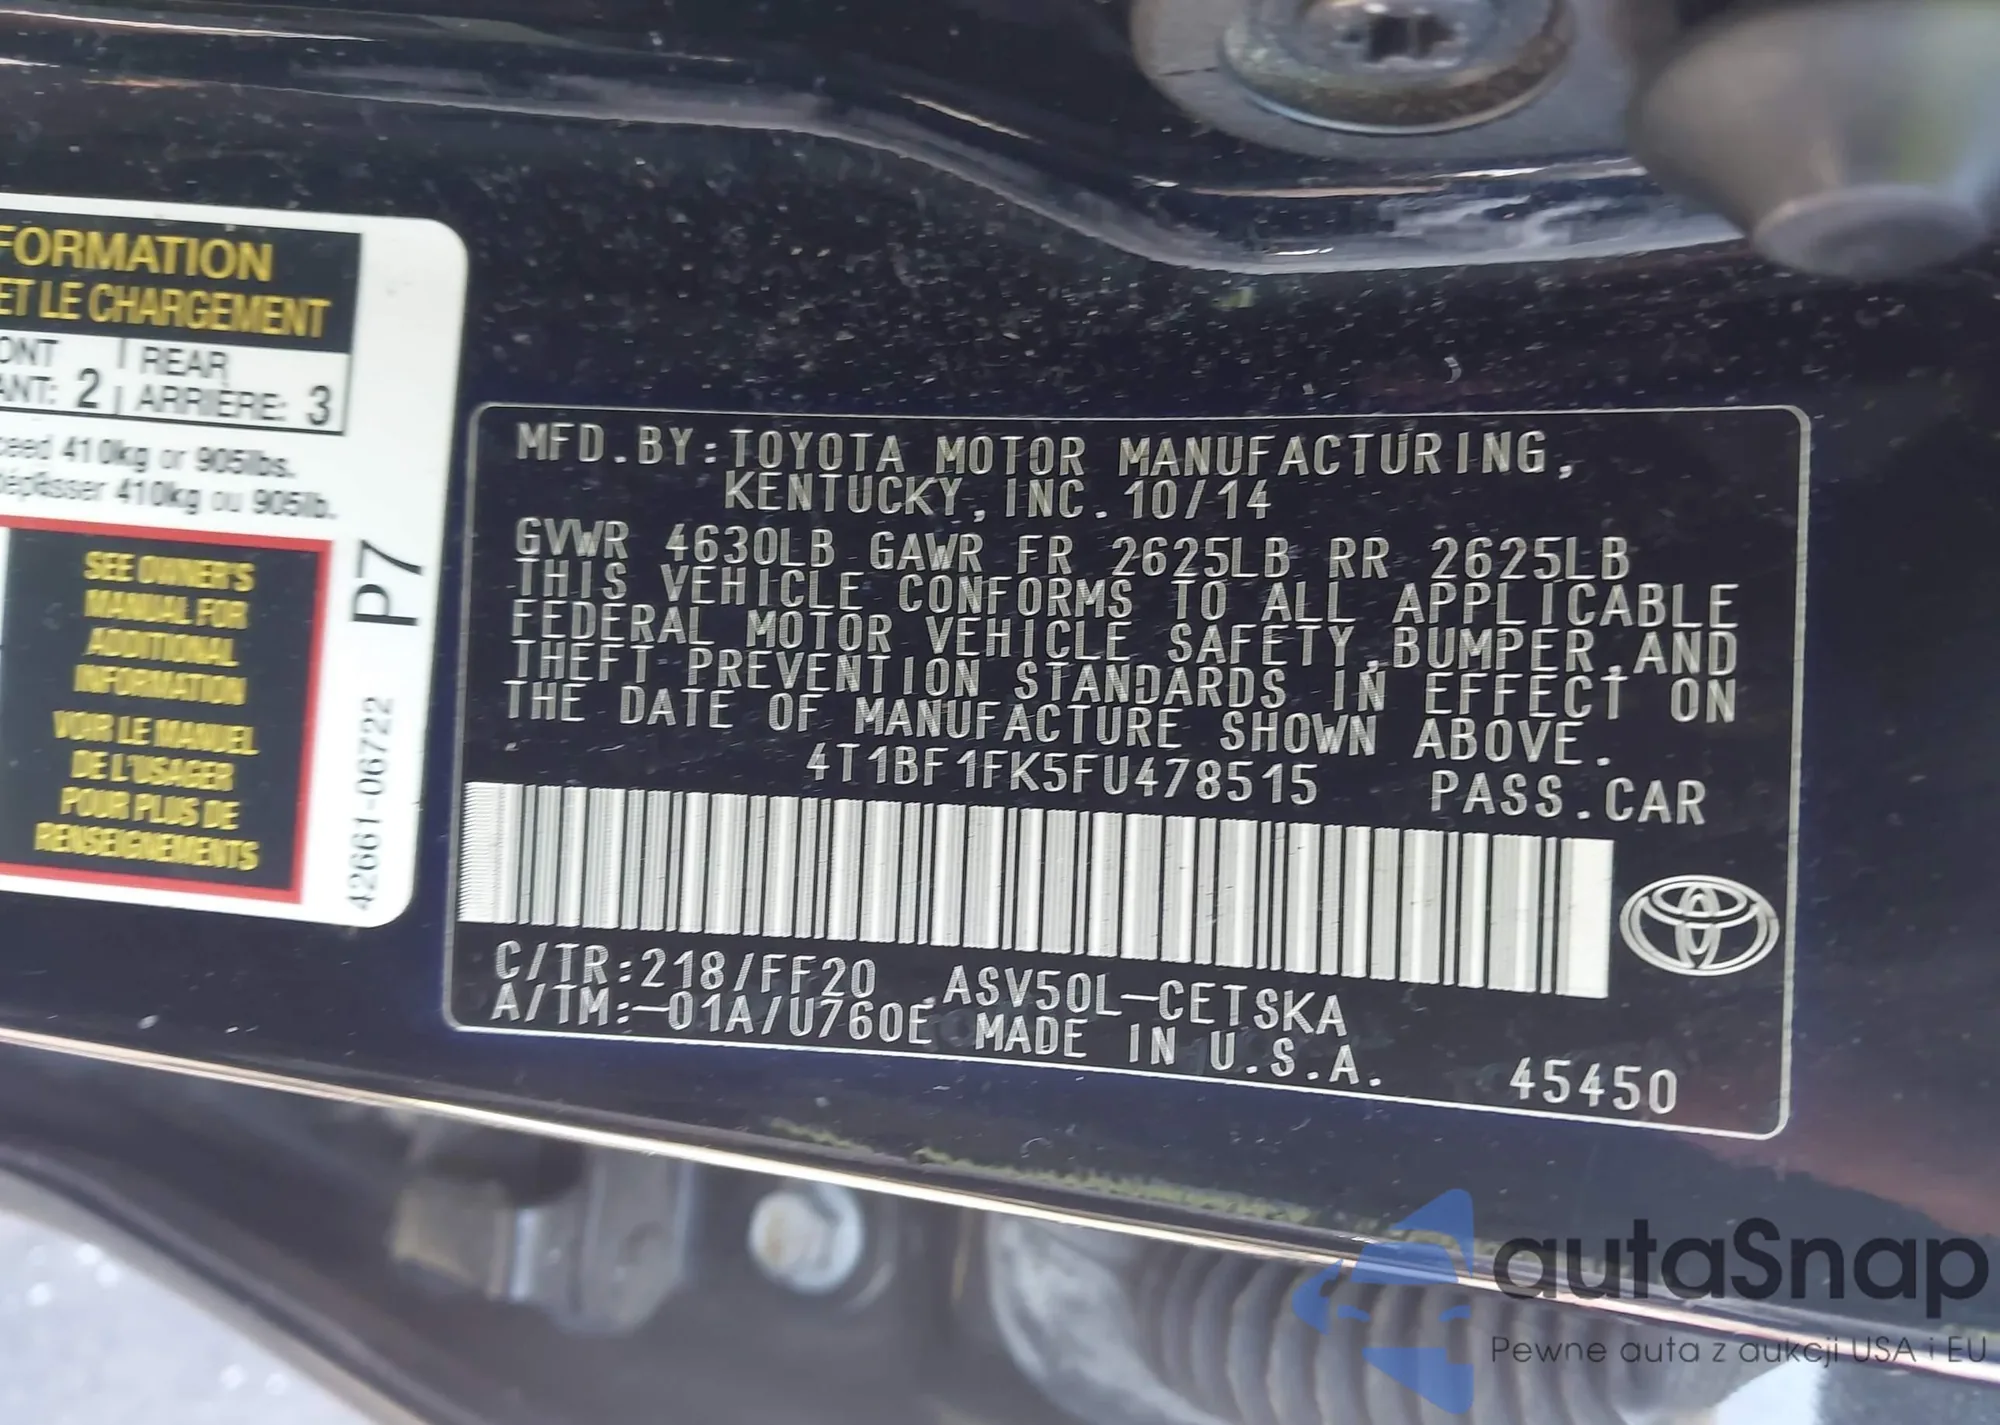 FORMATION
ET LE CHARGEMENT
REAR
ARRIÈRE: 3
ANT: 2
410kg or 905lbs.
410kg ou 905lb.
SEE OWNER'S
MANUAL FOR
ADDITIONAL
INFORMATION
VOIR LE MANUEL
DE L'USAGER
POUR PLUS DE
RENSEIGNEMENTS
P7
42661-06722
MFD.BY:TOYOTA MOTOR MANUFACTURING,
KENTUCKY,INC. 10/14
GVWR 4630LB GAWR FR 2625LB RR 2625LB
THIS VEHICLE CONFORMS TO ALL APPLICABLE
FEDERAL MOTOR VEHICLE SAFETY,BUMPER,AND
THEFT PREVENTION STANDARDS IN EFFECT ON
THE DATE OF MANUFACTURE SHOWN ABOVE.
4T1BF1FK5FU478515 PASS.CAR
C/TR:218/FF20 ASV50L-CETSKA
A/TM:-01A/U760E MADE IN U.S.A.
45450
autaSnap
Pewne auta z aukcji USA i EU